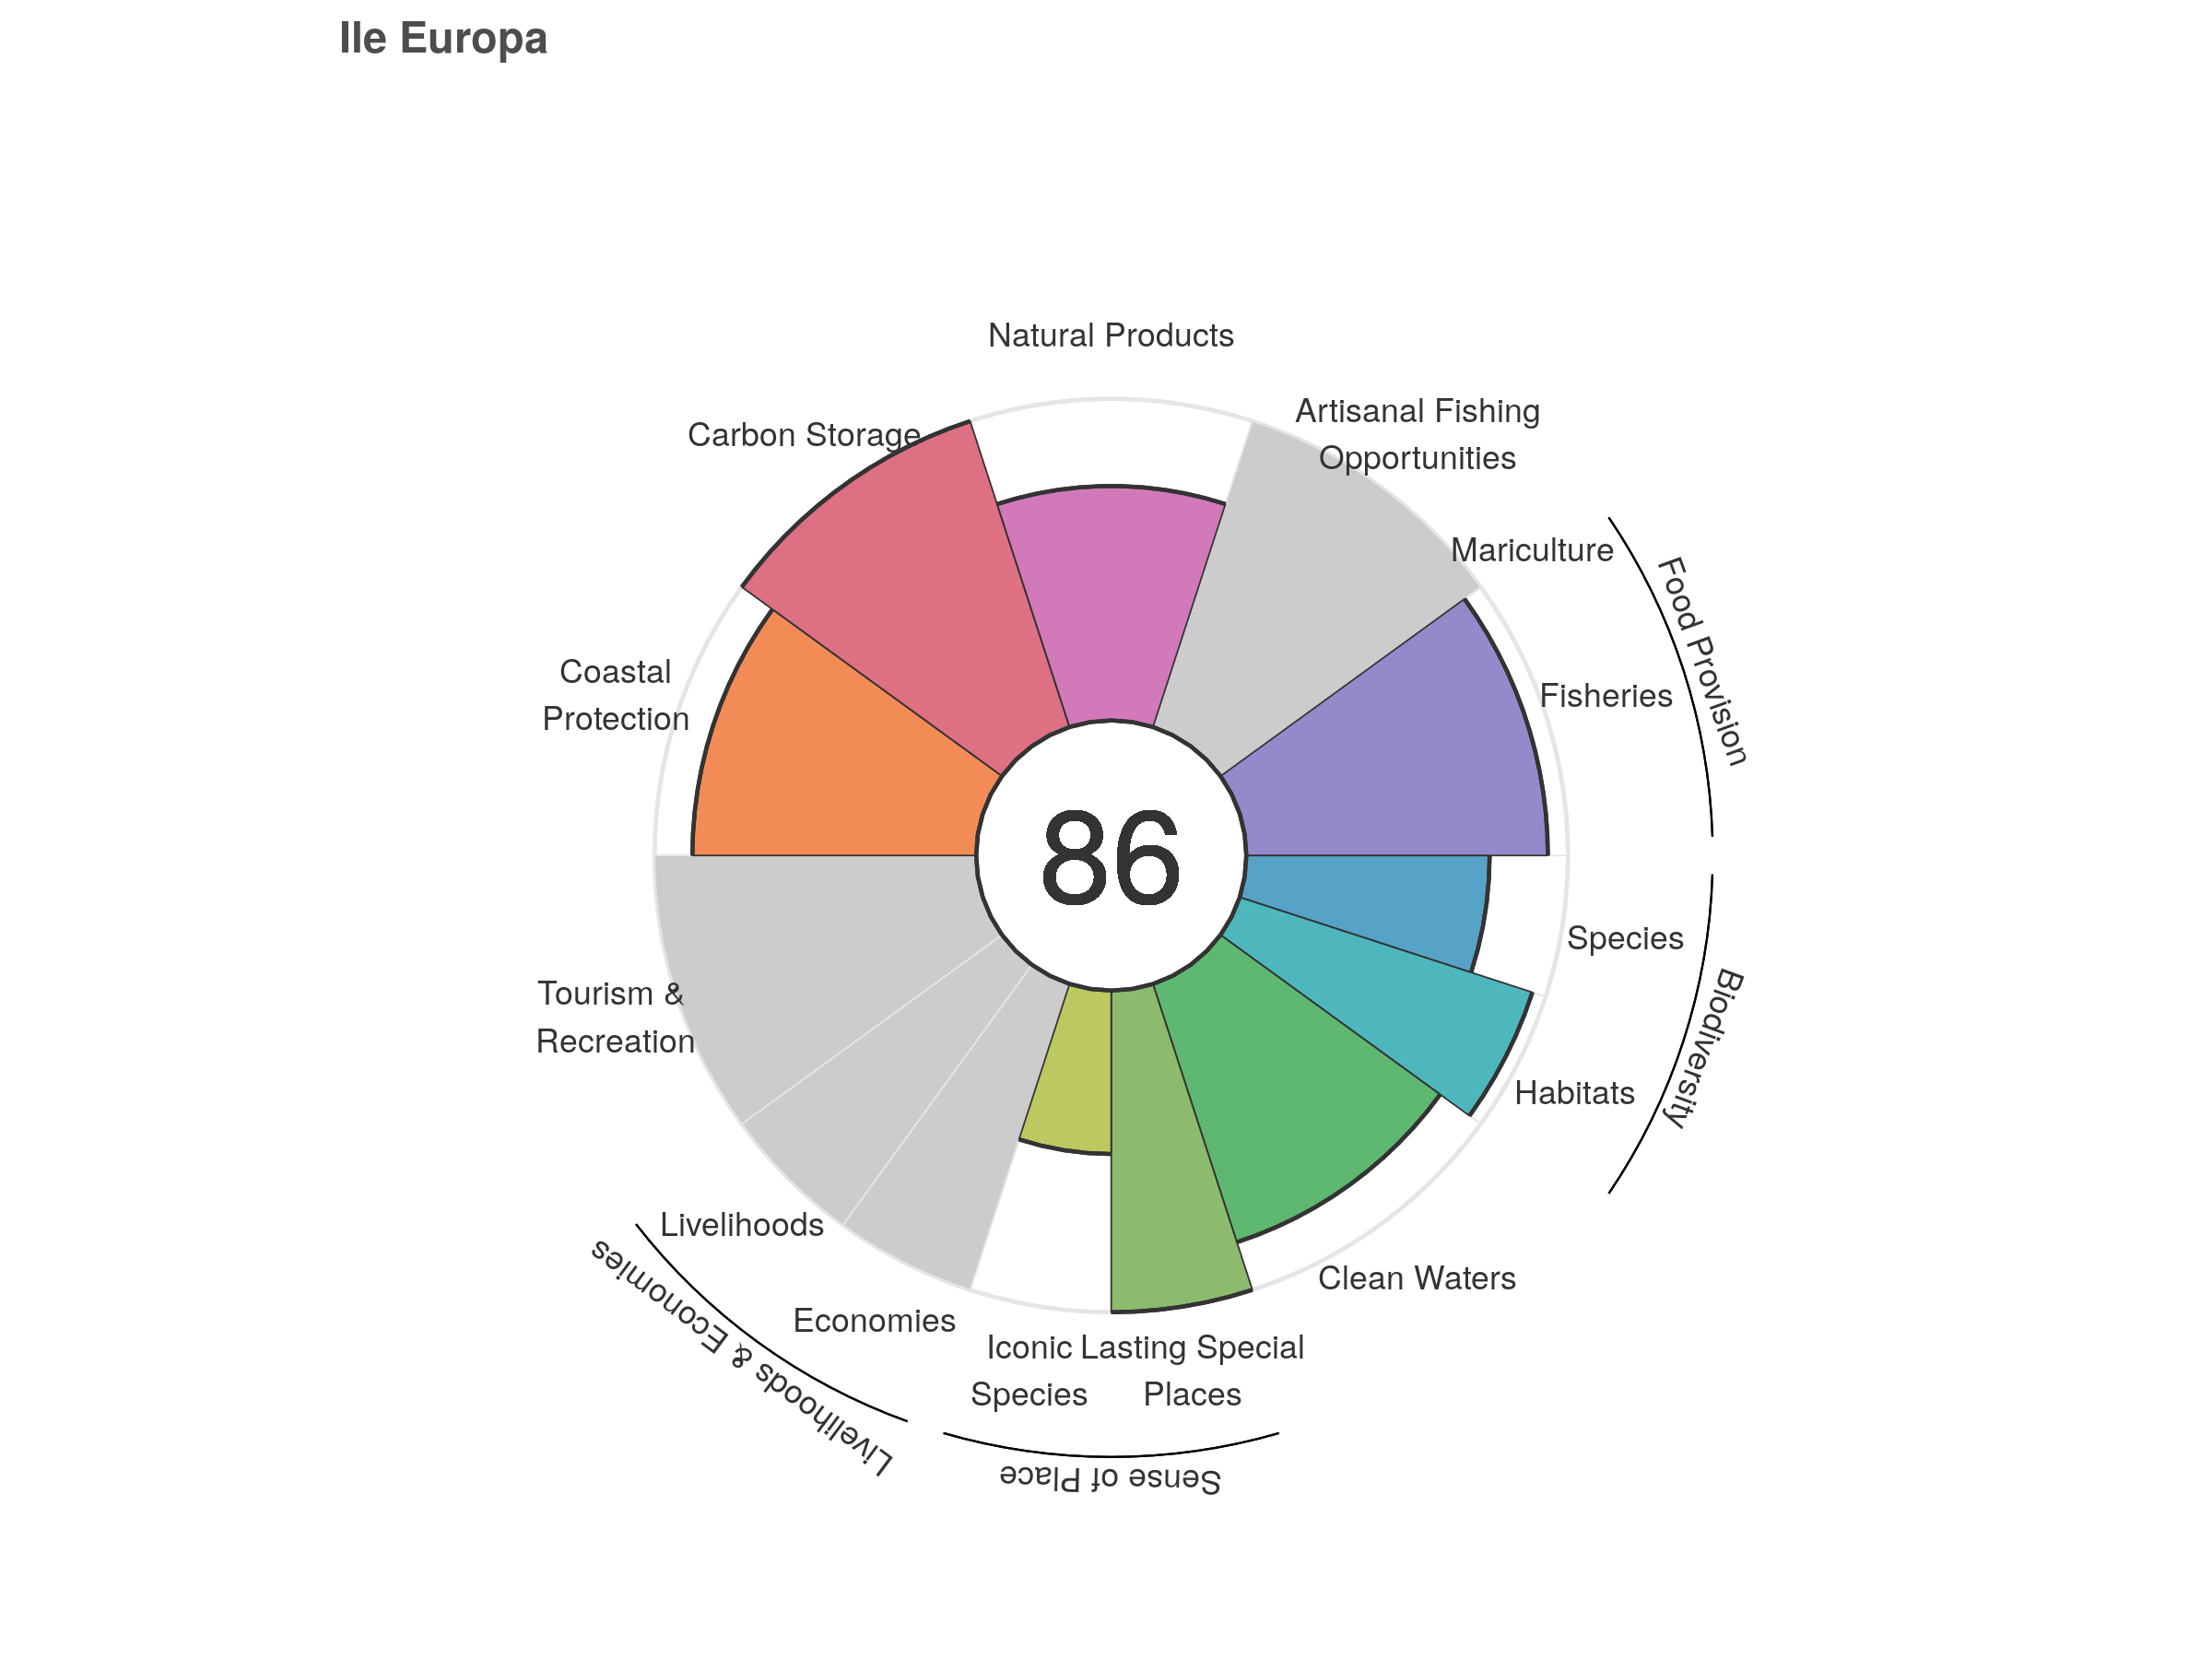 Ile Europa
Natural Products
Artisanal Fishing
Opportunities
Carbon Storage
Mariculture
Food Provision
Fisheries
Coastal
Protection
86
Species
Biodiversity
Habitats
Tourism &
Recreation
Livelihoods
Clean Waters
Economies
Iconic
Species
Lasting Special
Places
Livelihoods & Economies
Sense of Place